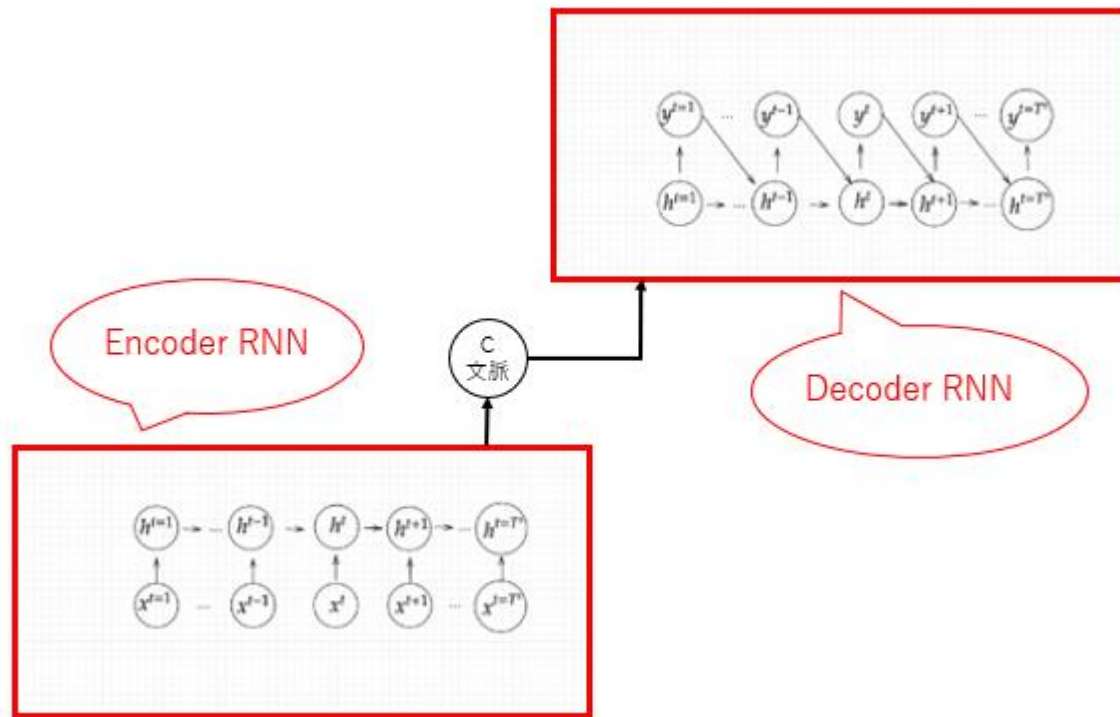 y^{t=1} ... y^{t-1} y^t y^{t+1} ... y^{t=T'}
h^{t=1} ... h^{t-1} h^t h^{t+1} ... h^{t=T'}
Encoder RNN
C
文脈
Decoder RNN
h^{t=1} ... h^{t-1} h^t h^{t+1} ... h^{t=T'}
x^{t=1} ... x^{t-1} x^t x^{t+1} ... x^{t=T'}